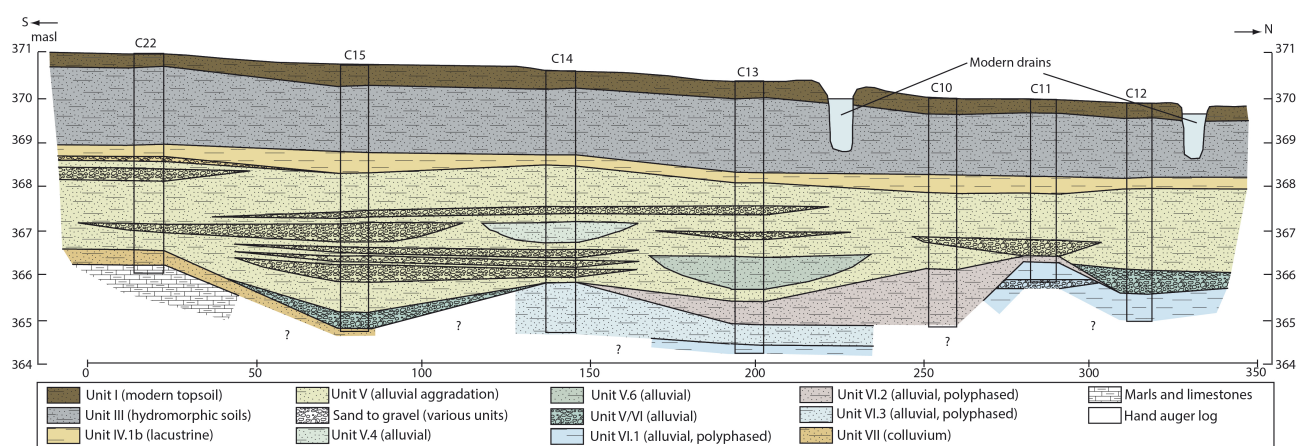 S N
masl
C22 C15 C14 C13 C10 C11 C12
Modern drains
371 371
370 370
369 369
368 368
367 367
366 366
365 365
364 364
? ? ? ? ?
0 50 100 150 200 250 300 350
Unit I (modern topsoil) Unit V (alluvial aggradation) Unit V.6 (alluvial) Unit VI.2 (alluvial, polyphased) Marls and limestones
Unit III (hydromorphic soils) Sand to gravel (various units) Unit V/VI (alluvial) Unit VI.3 (alluvial, polyphased) Hand auger log
Unit IV.1b (lacustrine) Unit V.4 (alluvial) Unit VI.1 (alluvial, polyphased) Unit VII (colluvium)